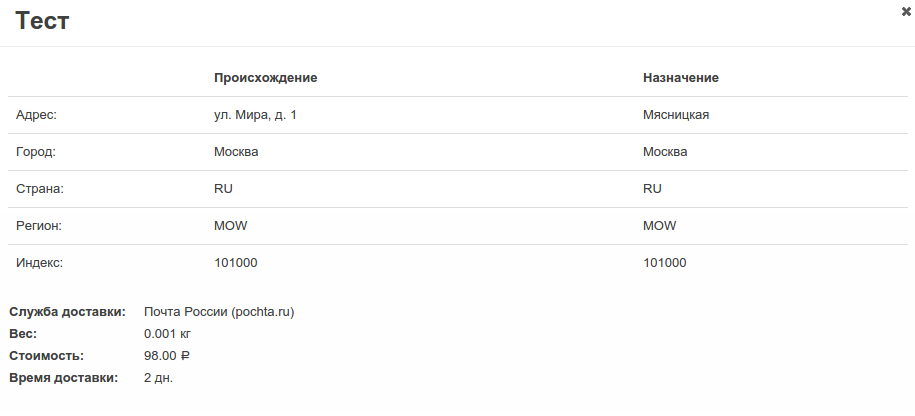 Тест
Происхождение Назначение
Адрес: ул. Мира, д. 1 Мясницкая
Город: Москва Москва
Страна: RU RU
Регион: MOW MOW
Индекс: 101000 101000
Служба доставки: Почта России (pochta.ru)
Вес: 0.001 кг
Стоимость: 98.00 ₽
Время доставки: 2 дн.